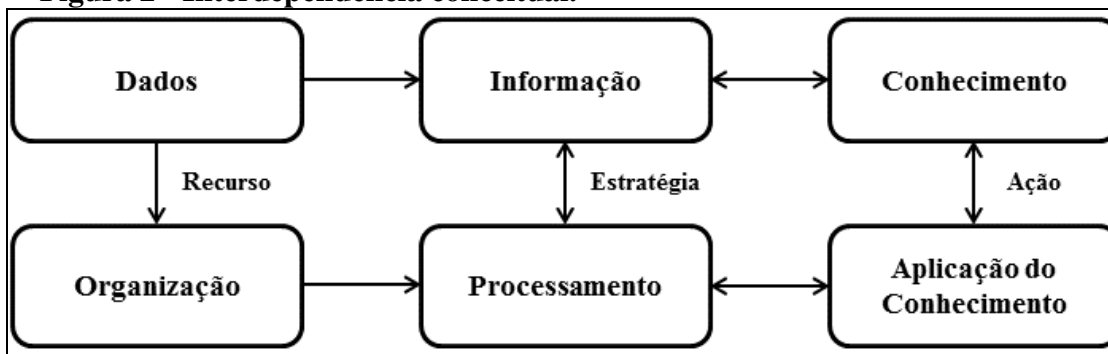 Figura 2 - Interdependência conceitual.
Dados
Informação
Conhecimento
Recurso
Estratégia
Ação
Organização
Processamento
Aplicação do
Conhecimento